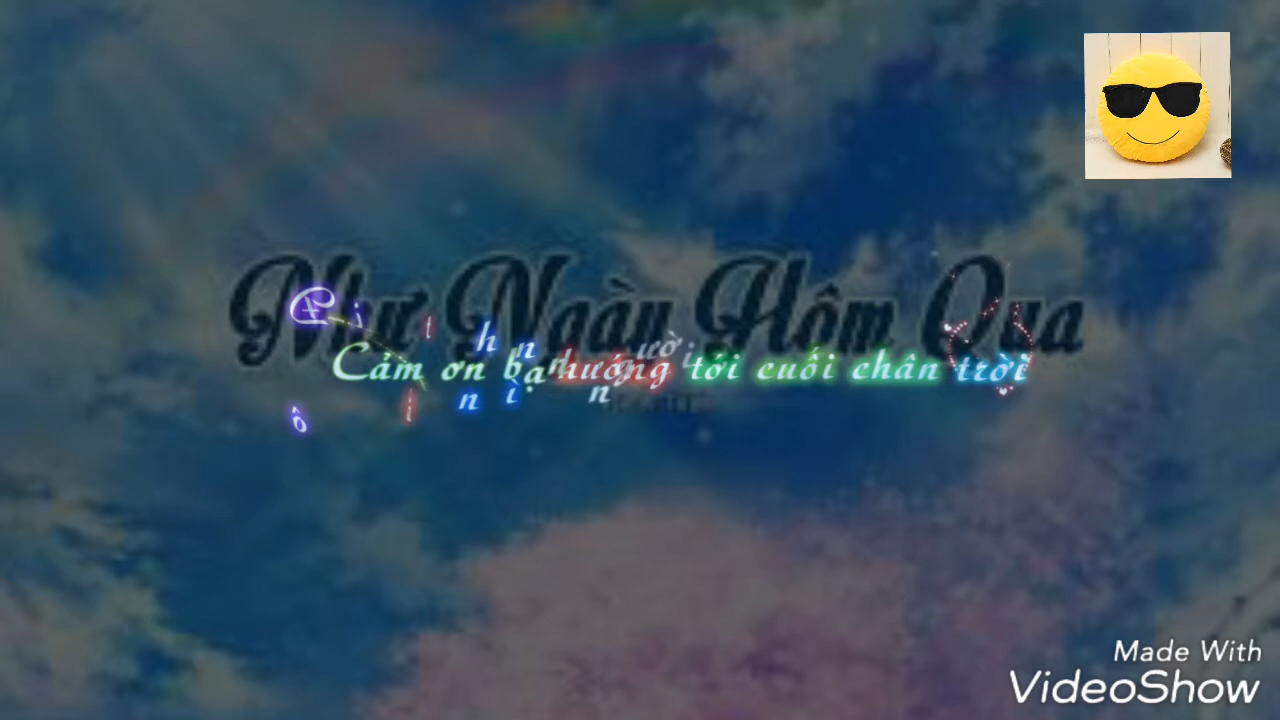 Như Ngày Hôm Qua
Cảm ơn bạn
hướng tới cuối chân trời
Made With
VideoShow